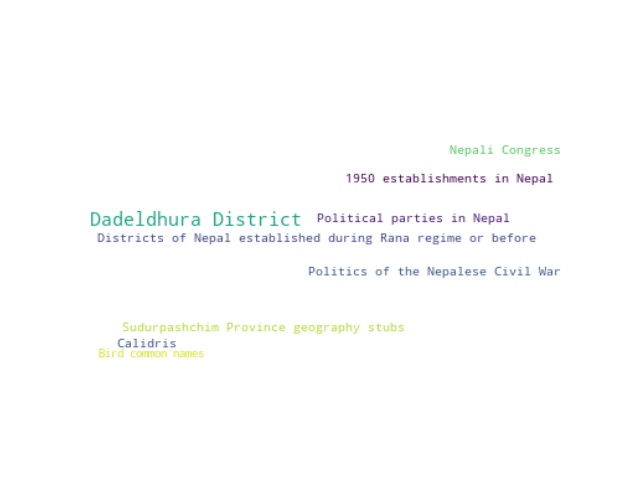 Nepali Congress
1950 establishments in Nepal
Dadeldhura District
Political parties in Nepal
Districts of Nepal established during Rana regime or before
Politics of the Nepalese Civil War
Sudurpashchim Province geography stubs
Calidris
Bird common names